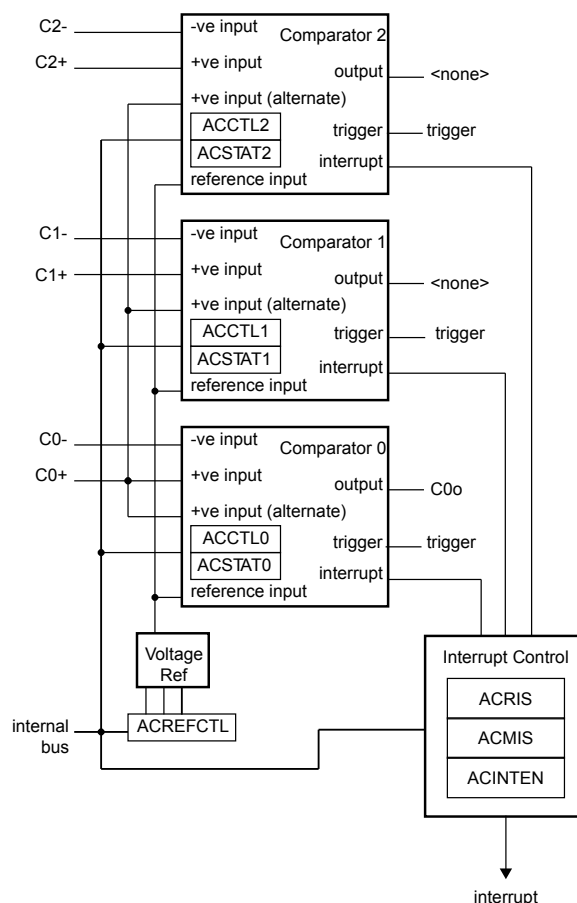 C2-
-ve input
Comparator 2
C2+
+ve input
output
<none>
+ve input (alternate)
ACCTL2
trigger
trigger
ACSTAT2
interrupt
reference input
C1-
-ve input
Comparator 1
C1+
+ve input
output
<none>
+ve input (alternate)
ACCTL1
trigger
trigger
ACSTAT1
interrupt
reference input
C0-
-ve input
Comparator 0
C0+
+ve input
output
C0o
+ve input (alternate)
ACCTL0
trigger
trigger
ACSTAT0
interrupt
reference input
Voltage
Ref
Interrupt Control
ACRIS
internal
bus
ACREFCTL
ACMIS
ACINTEN
interrupt